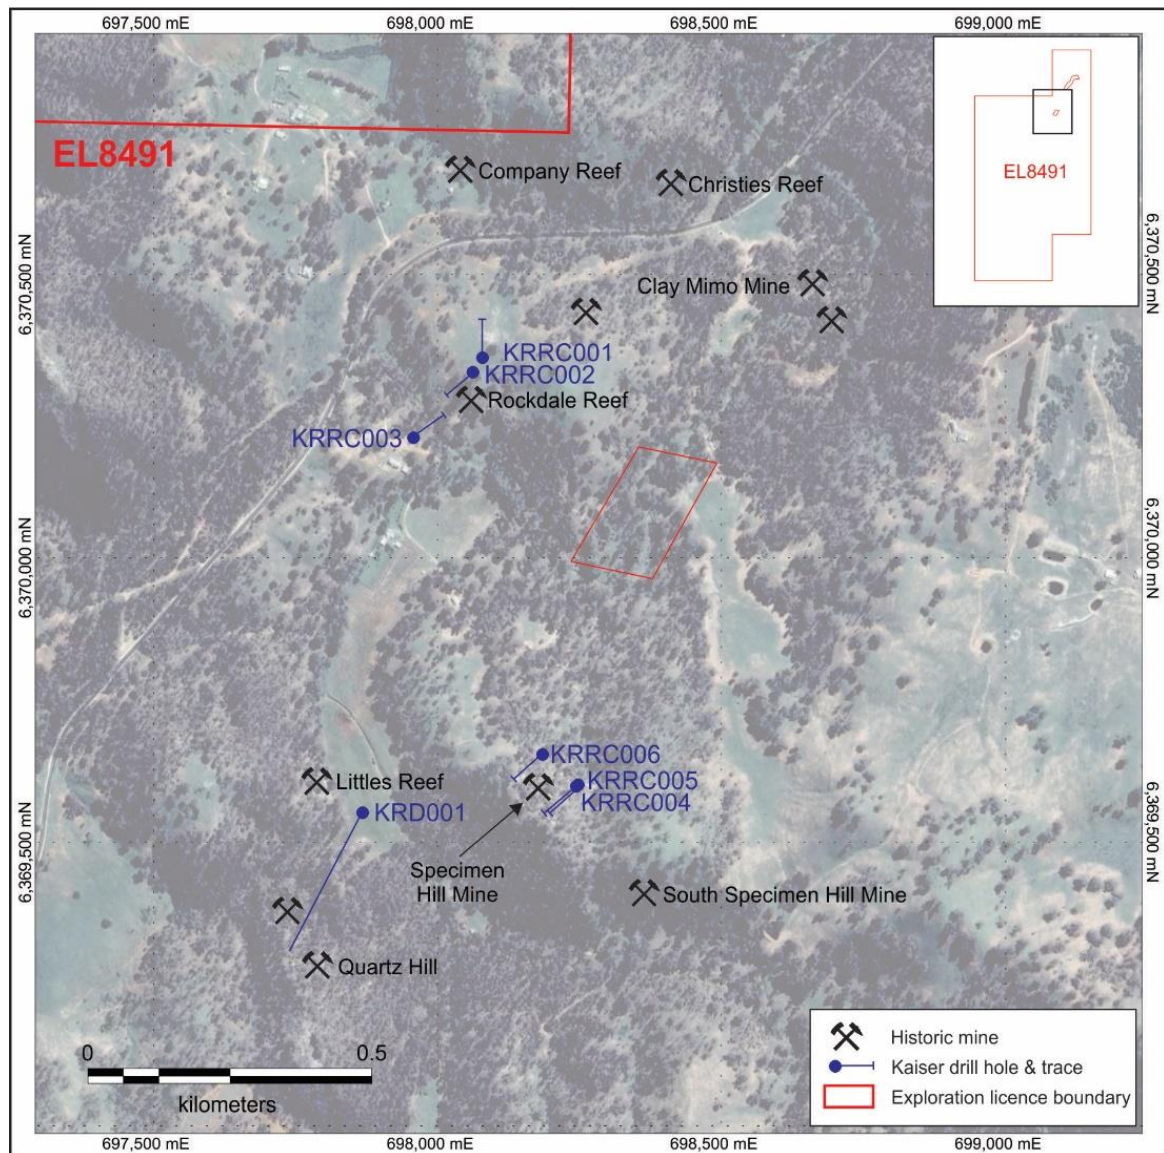 697,500 mE
698,000 mE
698,500 mE
699,000 mE
EL8491
EL8491
Company Reef
Christies Reef
6,370,500 mN
6,370,500 mN
Clay Mimo Mine
KRRC001
KRRC002
Rockdale Reef
KRRC003
6,370,000 mN
6,370,000 mN
KRRC006
KRRC005
KRRC004
Littles Reef
KRD001
6,369,500 mN
6,369,500 mN
Specimen
Hill Mine
South Specimen Hill Mine
Quartz Hill
0
0.5
kilometers
Historic mine
Kaiser drill hole & trace
Exploration licence boundary
697,500 mE
698,000 mE
698,500 mE
699,000 mE